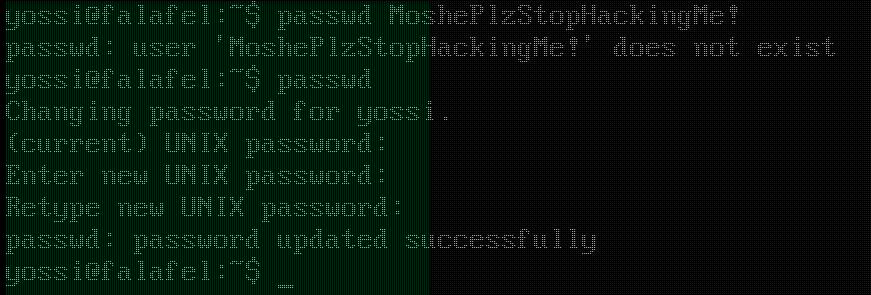 yossi@falafel:~$ passwd MoshePlzStopHackingMe!
passwd: user 'MoshePlzStopHackingMe!' does not exist
yossi@falafel:~$ passwd
Changing password for yossi.
(current) UNIX password:
Enter new UNIX password:
Retype new UNIX password:
passwd: password updated successfully
yossi@falafel:~$ _